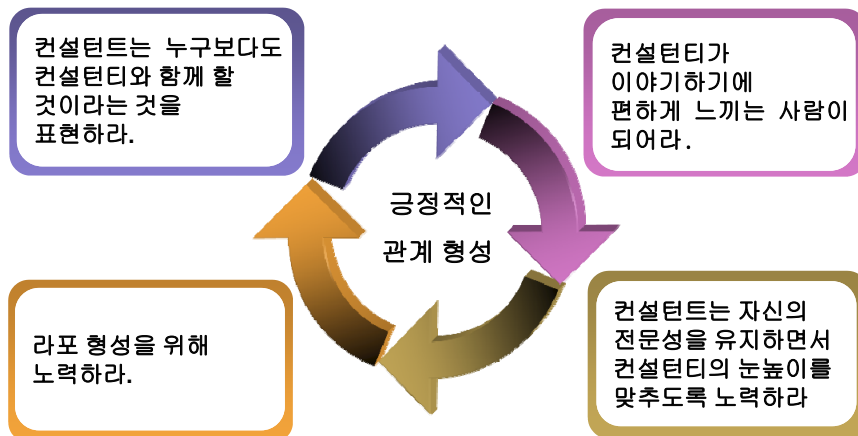 컨설턴트는 누구보다도
컨설턴티와 함께 할
것이라는 것을
표현하라.
컨설턴티가
이야기하기에
편하게 느끼는 사람이
되어라.
긍정적인
관계 형성
라포 형성을 위해
노력하라.
컨설턴트는 자신의
전문성을 유지하면서
컨설턴티의 눈높이를
맞추도록 노력하라